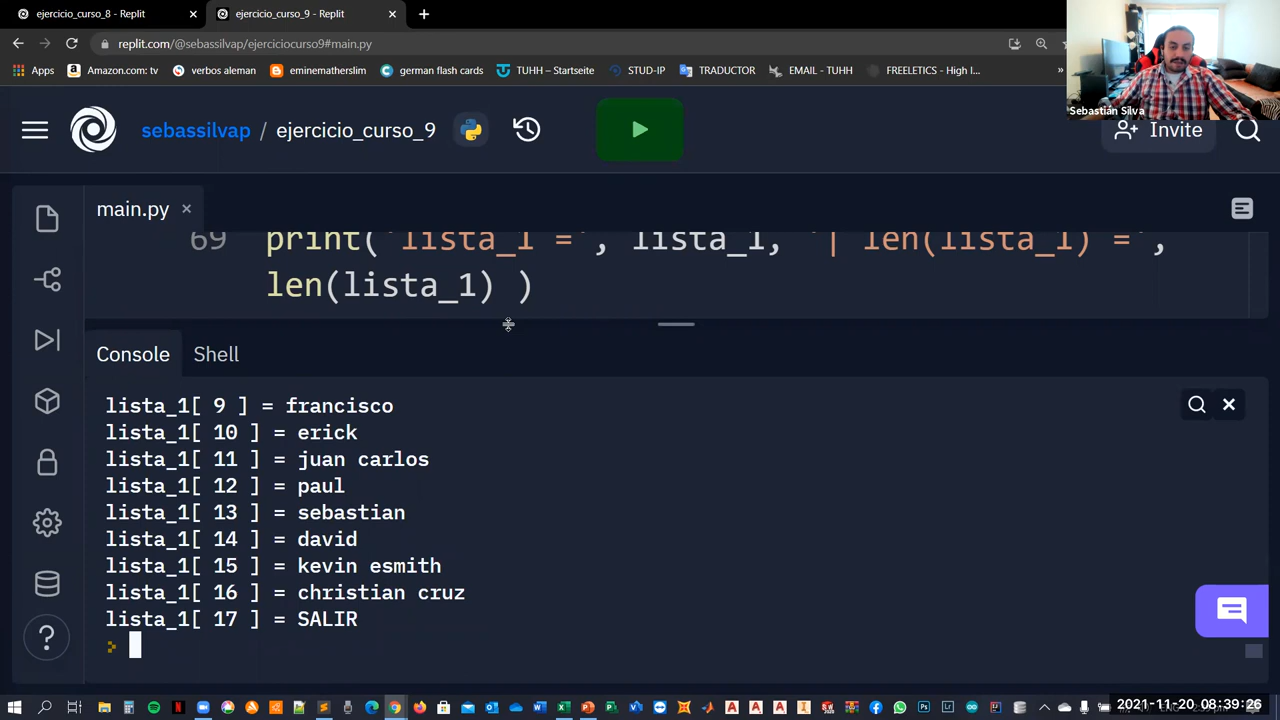 ejercicio_curso_8 - Replit
ejercicio_curso_9 - Replit
replit.com/@sebassilvap/ejerciciocurso9#main.py
Apps
Amazon.com: tv
verbos aleman
eminematherslim
german flash cards
TUHH – Startseite
STUD-IP
TRADUCTOR
EMAIL - TUHH
FREELETICS - High I...
»
Sebastián Silva
sebassilvap / ejercicio_curso_9
Invite
main.py
69 print( 'lista_1 =', lista_1, '| len(lista_1) =',
len(lista_1) )
Console
Shell
lista_1[ 9 ] = francisco
lista_1[ 10 ] = erick
lista_1[ 11 ] = juan carlos
lista_1[ 12 ] = paul
lista_1[ 13 ] = sebastian
lista_1[ 14 ] = david
lista_1[ 15 ] = kevin esmith
lista_1[ 16 ] = christian cruz
lista_1[ 17 ] = SALIR
2021-11-20 08:39:26